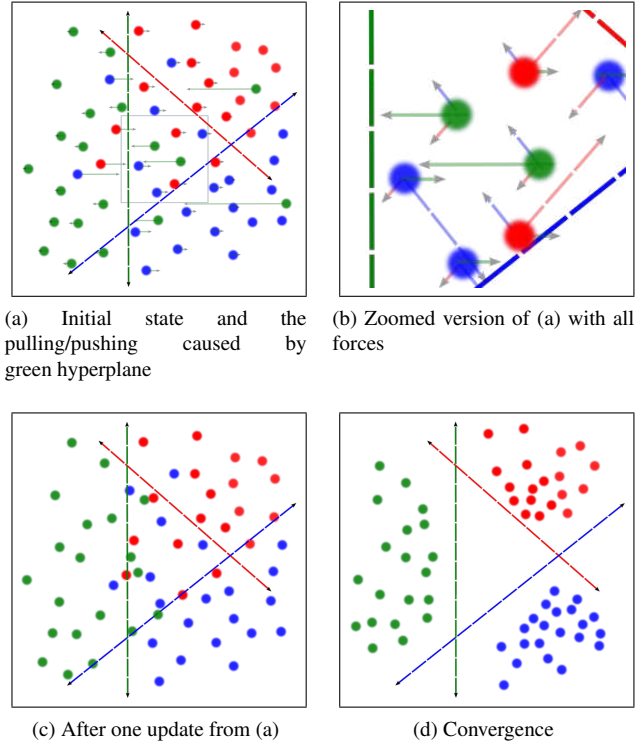 (a) Initial state and the
pulling/pushing caused by
green hyperplane
(b) Zoomed version of (a) with all
forces
(c) After one update from (a)
(d) Convergence